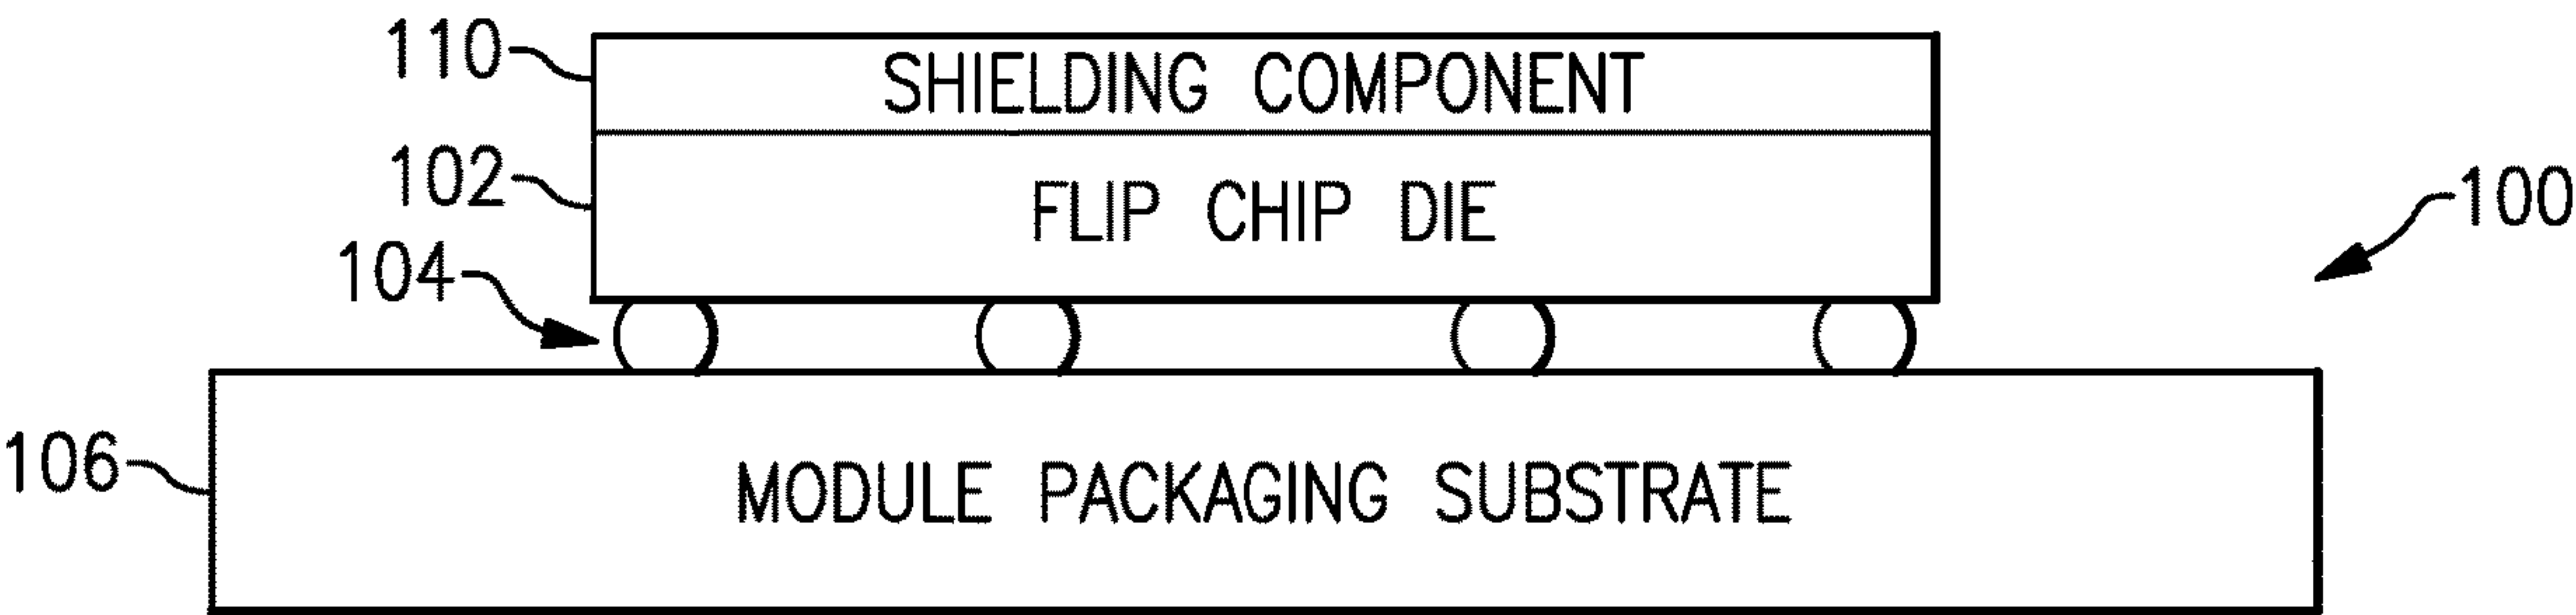 110
SHIELDING COMPONENT
102
FLIP CHIP DIE
100
104
106
MODULE PACKAGING SUBSTRATE